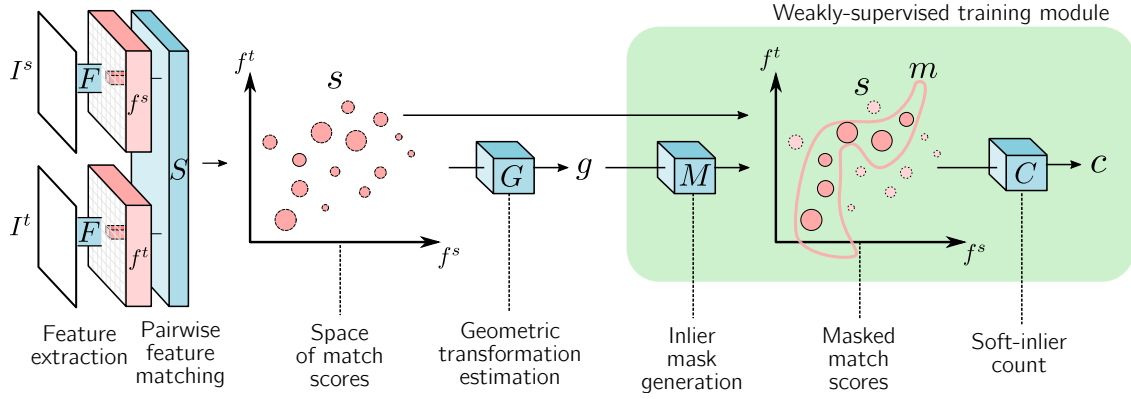 Weakly-supervised training module
I^s
F
f^s
I^t
F
f^t
S
f^t
s
f^s
G
g
M
f^t
s
m
f^s
C
c
Feature
extraction
Pairwise
feature
matching
Space
of match
scores
Geometric
transformation
estimation
Inlier
mask
generation
Masked
match
scores
Soft-inlier
count